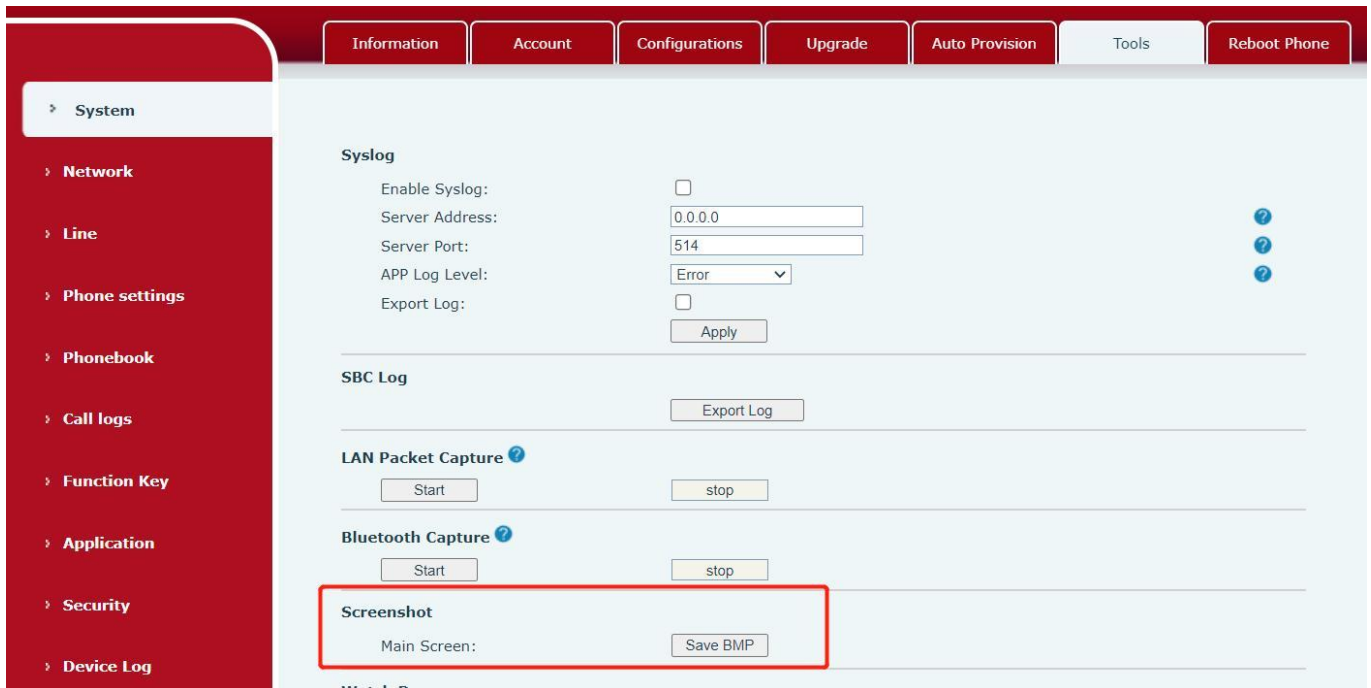 Information Account Configurations Upgrade Auto Provision Tools Reboot Phone
System
Network
Line
Phone settings
Phonebook
Call logs
Function Key
Application
Security
Device Log
Syslog
Enable Syslog:
Server Address: 0.0.0.0
Server Port: 514
APP Log Level: Error
Export Log:
Apply
SBC Log
Export Log
LAN Packet Capture
Start stop
Bluetooth Capture
Start stop
Screenshot
Main Screen: Save BMP